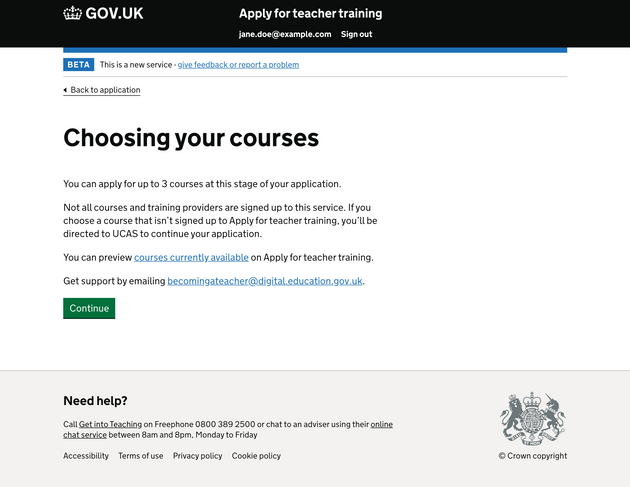 GOV.UK
Apply for teacher training
jane.doe@example.com Sign out
BETA This is a new service - give feedback or report a problem
Back to application
Choosing your courses
You can apply for up to 3 courses at this stage of your application.
Not all courses and training providers are signed up to this service. If you
choose a course that isn’t signed up to Apply for teacher training, you’ll be
directed to UCAS to continue your application.
You can preview courses currently available on Apply for teacher training.
Get support by emailing becomingateacher@digital.education.gov.uk.
Continue
Need help?
Call Get into Teaching on Freephone 0800 389 2500 or chat to an adviser using their online
chat service between 8am and 8pm, Monday to Friday
Accessibility Terms of use Privacy policy Cookie policy
© Crown copyright